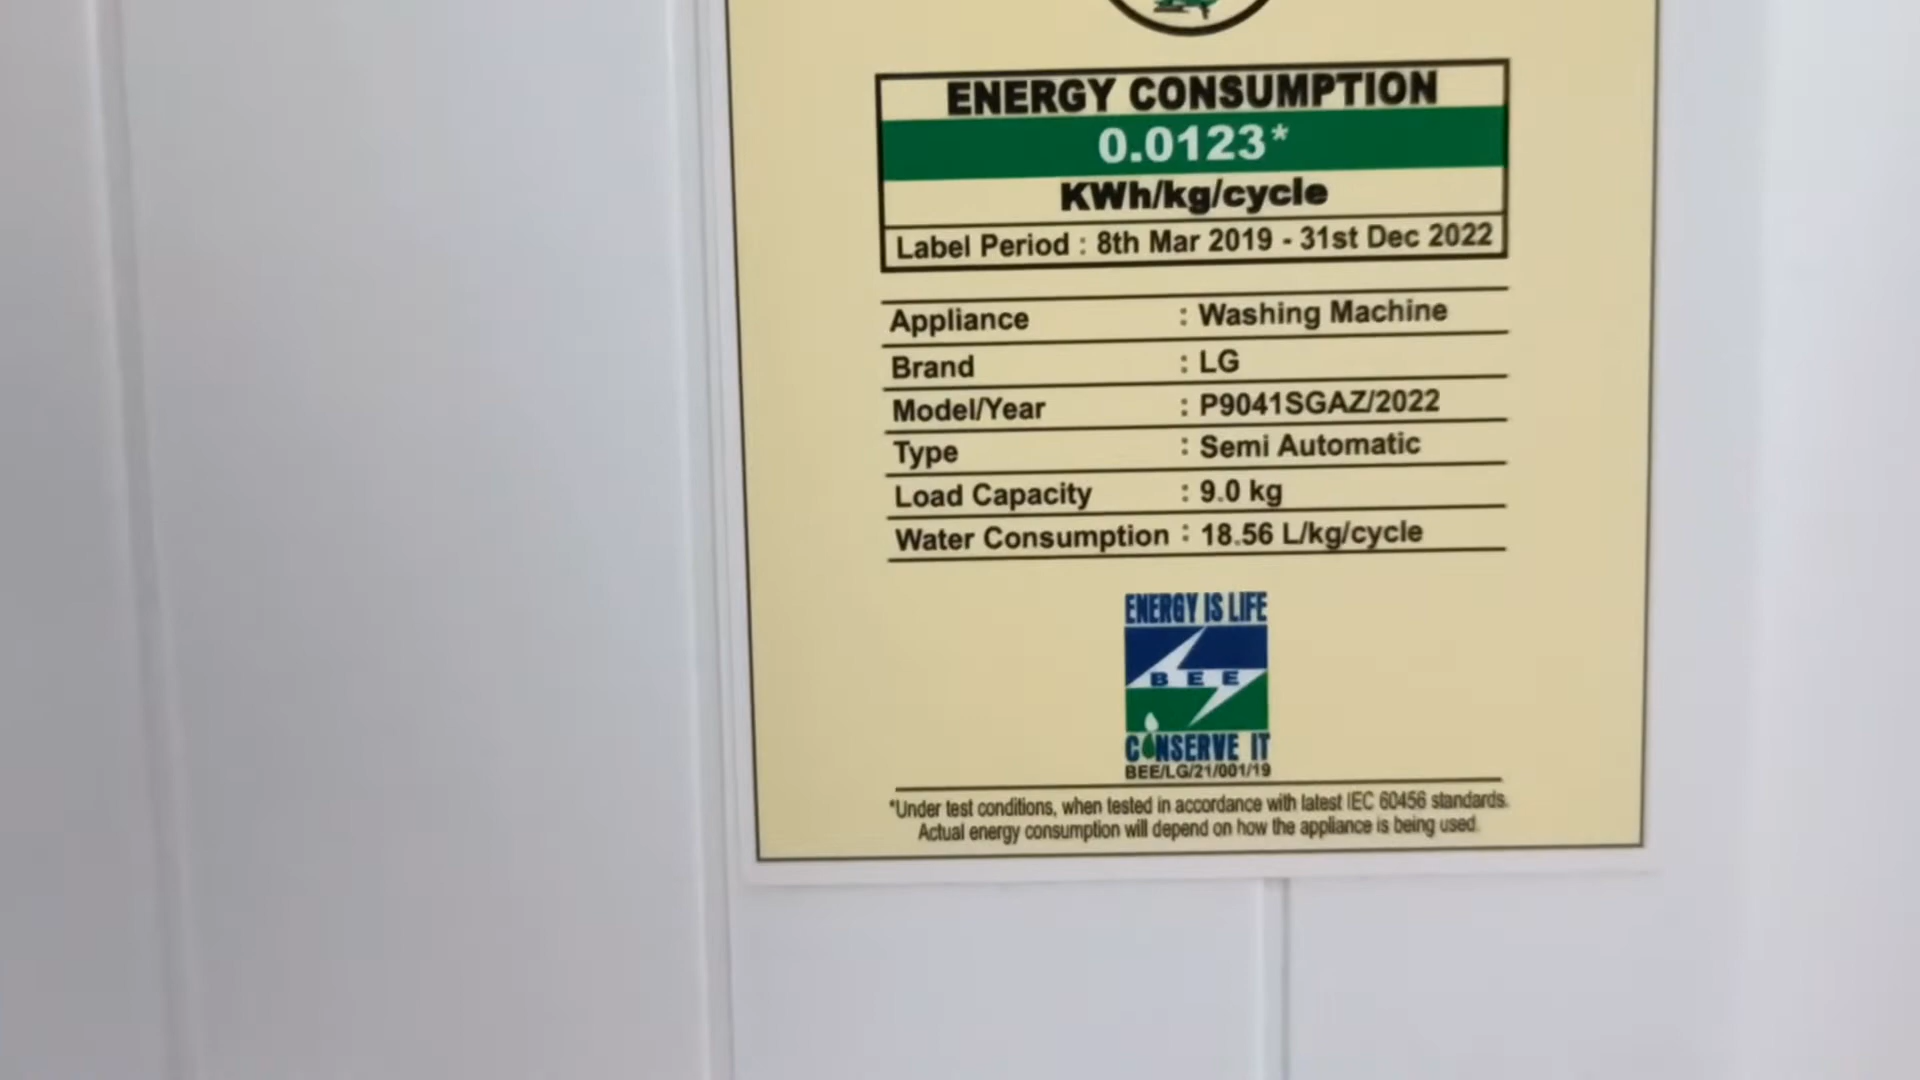 ENERGY CONSUMPTION
0.0123*
KWh/kg/cycle
Label Period : 8th Mar 2019 - 31st Dec 2022
Appliance : Washing Machine
Brand : LG
Model/Year : P9041SGAZ/2022
Type : Semi Automatic
Load Capacity : 9.0 kg
Water Consumption : 18.56 L/kg/cycle
ENERGY IS LIFE
BEE
CONSERVE IT
BEE/LG/21/001/19
*Under test conditions, when tested in accordance with latest IEC 60456 standards.
Actual energy consumption will depend on how the appliance is being used.